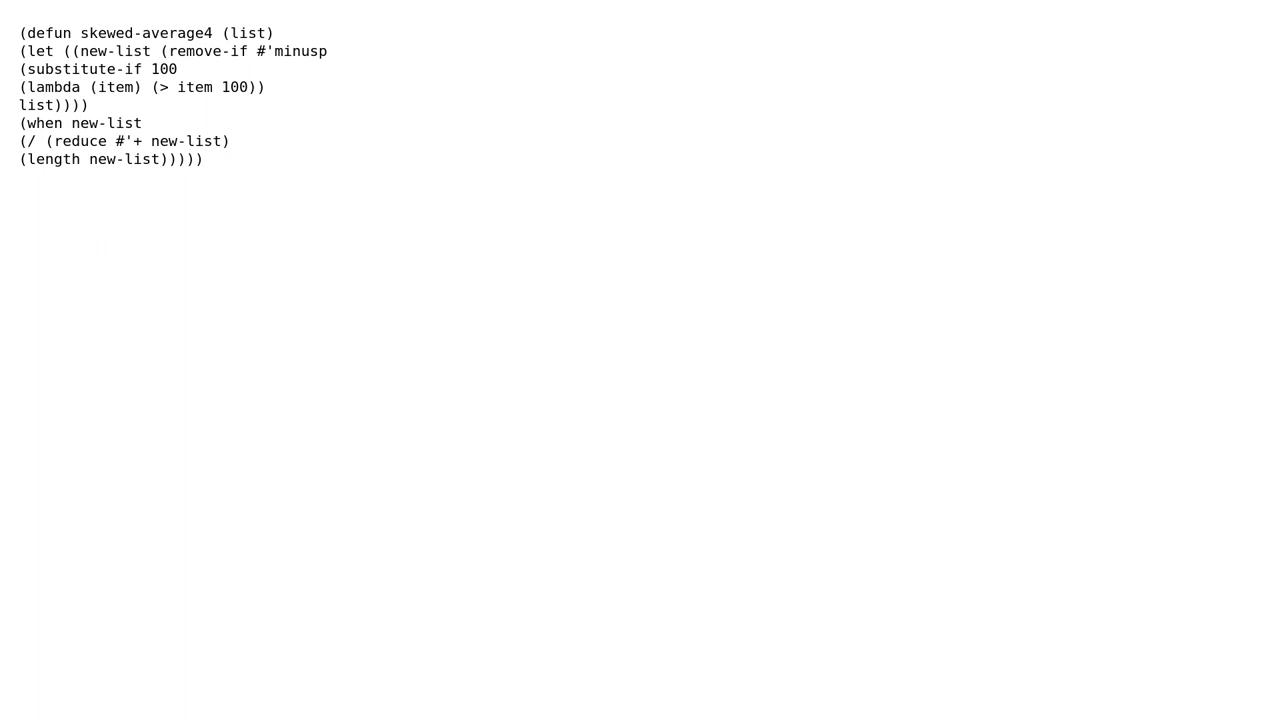 (defun skewed-average4 (list)
(let ((new-list (remove-if #'minusp
(substitute-if 100
(lambda (item) (> item 100))
list))))
(when new-list
(/ (reduce #'+ new-list)
(length new-list)))))